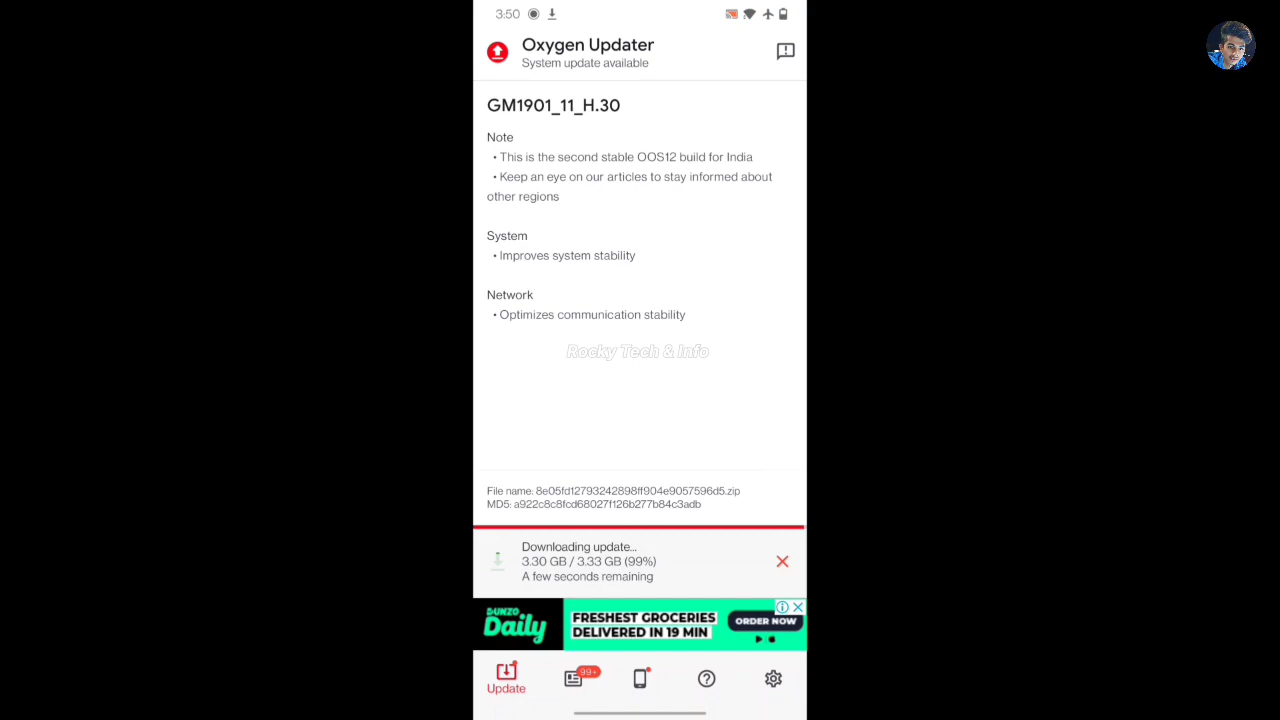 3:50
Oxygen Updater
System update available
GM1901_11_H.30
Note
• This is the second stable OOS12 build for India
• Keep an eye on our articles to stay informed about
other regions
System
• Improves system stability
Network
• Optimizes communication stability
Rocky Tech & Info
File name: 8e05fd12793242898ff904e9057596d5.zip
MD5: a922c8c8fcd68027f126b277b84c3adb
Downloading update...
3.30 GB / 3.33 GB (99%)
A few seconds remaining
DUNZO
Daily
FRESHEST GROCERIES
DELIVERED IN 19 MIN
ORDER NOW
99+
Update